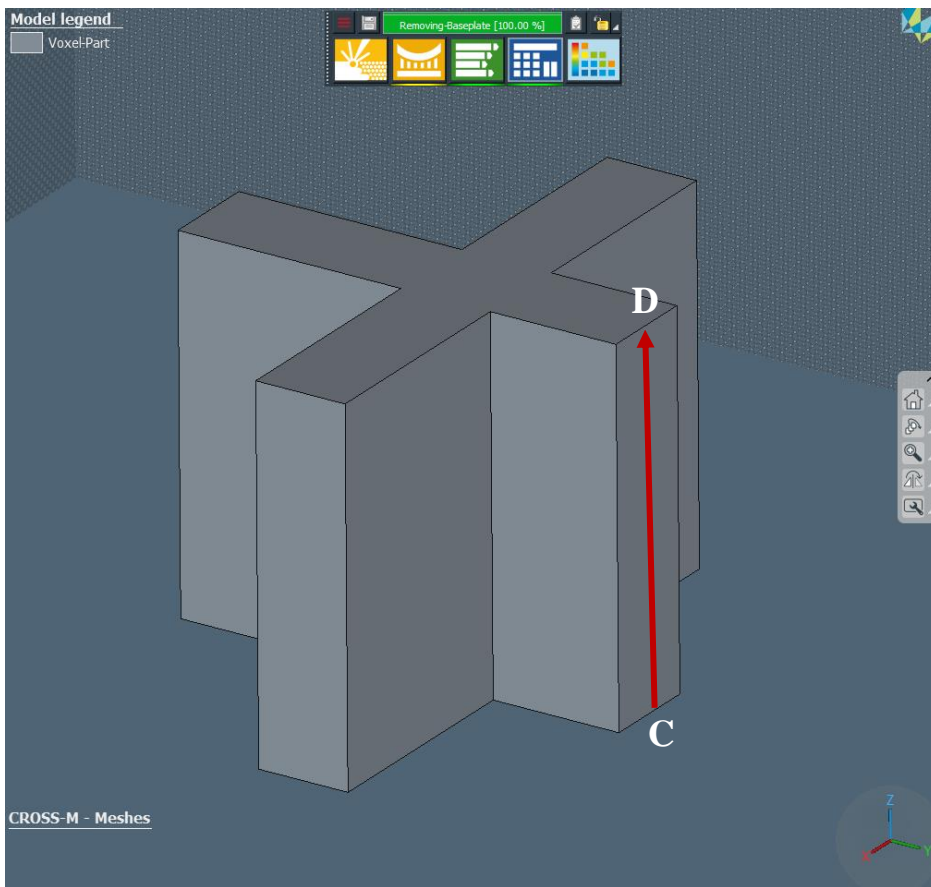 Model legend
Voxel-Part
Removing-Baseplate [100.00 %]
D
C
CROSS-M - Meshes
Z
X
Y